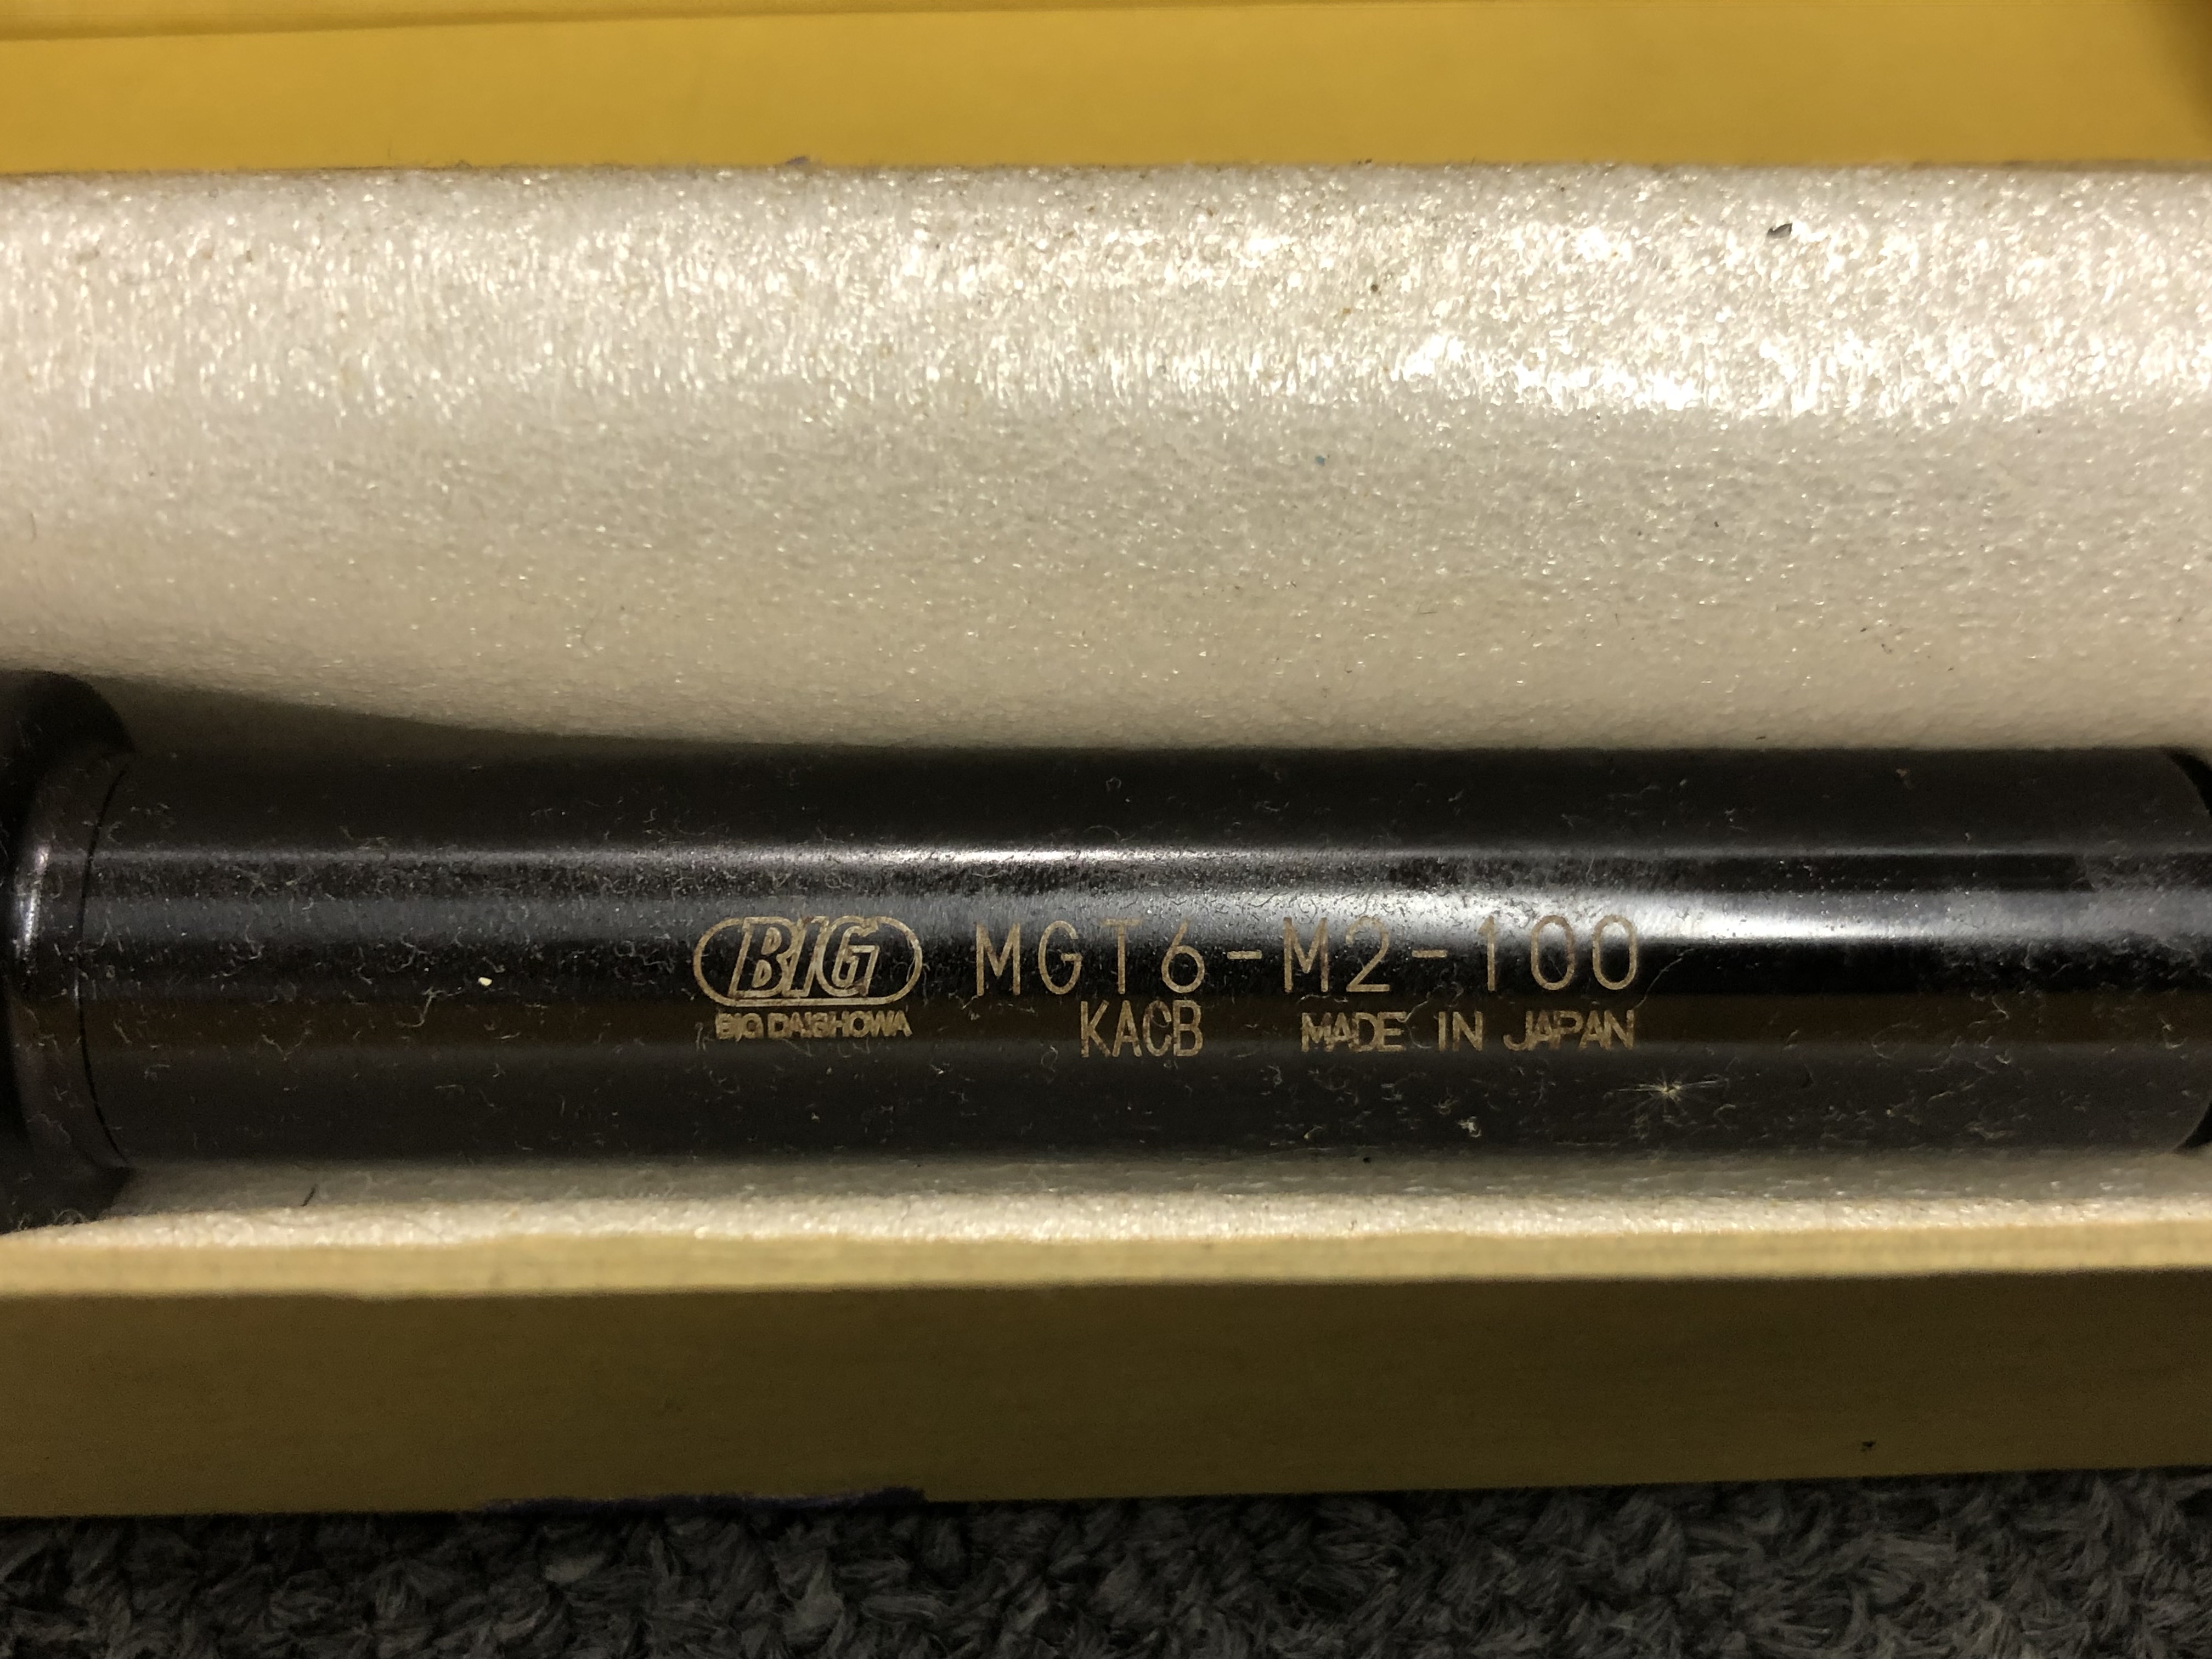 BIG MGT6-M2-100
BIG DAISHOWA KACB MADE IN JAPAN